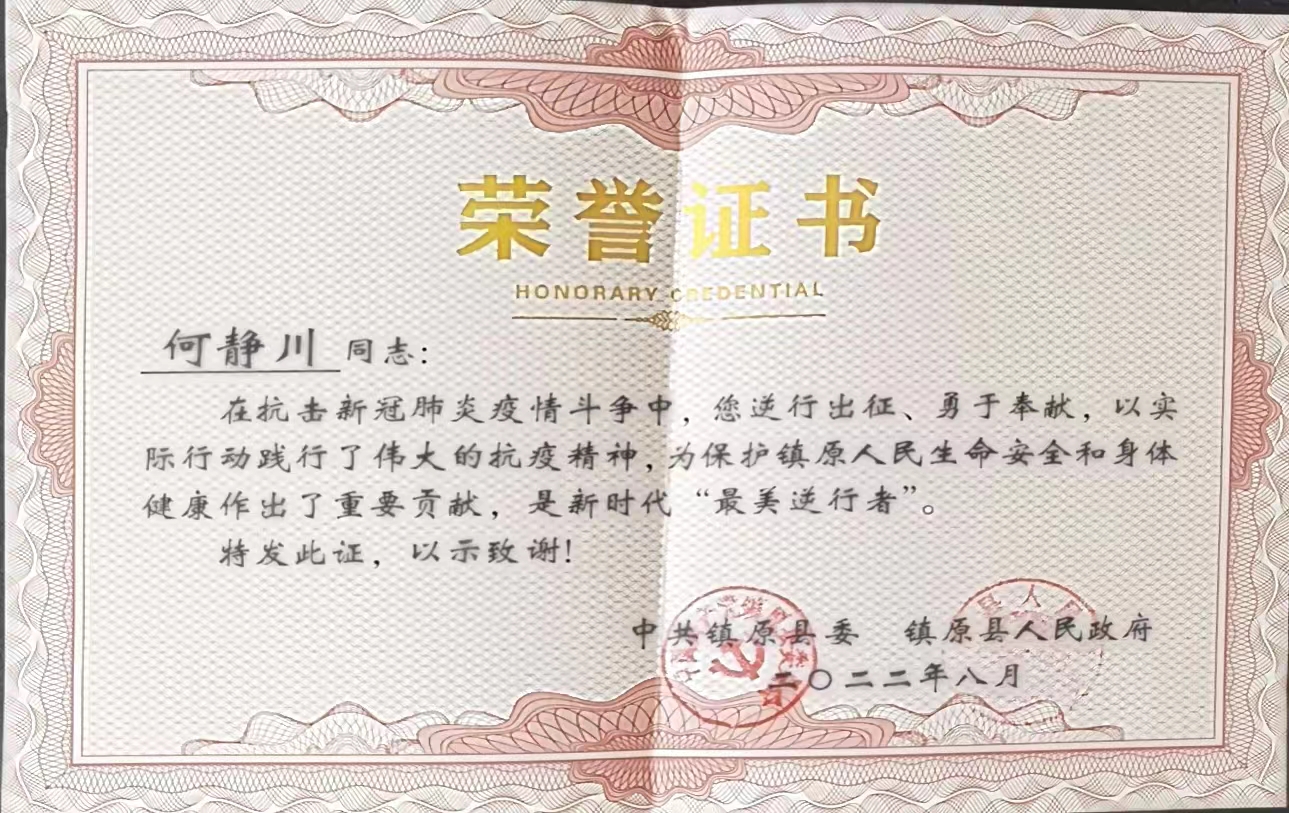 荣誉证书
HONORARY CREDENTIAL
何静川 同志：
在抗击新冠肺炎疫情斗争中，您逆行出征、勇于奉献，以实
际行动践行了伟大的抗疫精神，为保护镇原人民生命安全和身体
健康作出了重要贡献，是新时代“最美逆行者”。
特发此证，以示致谢！
中共镇原县委 镇原县人民政府
二〇二二年八月